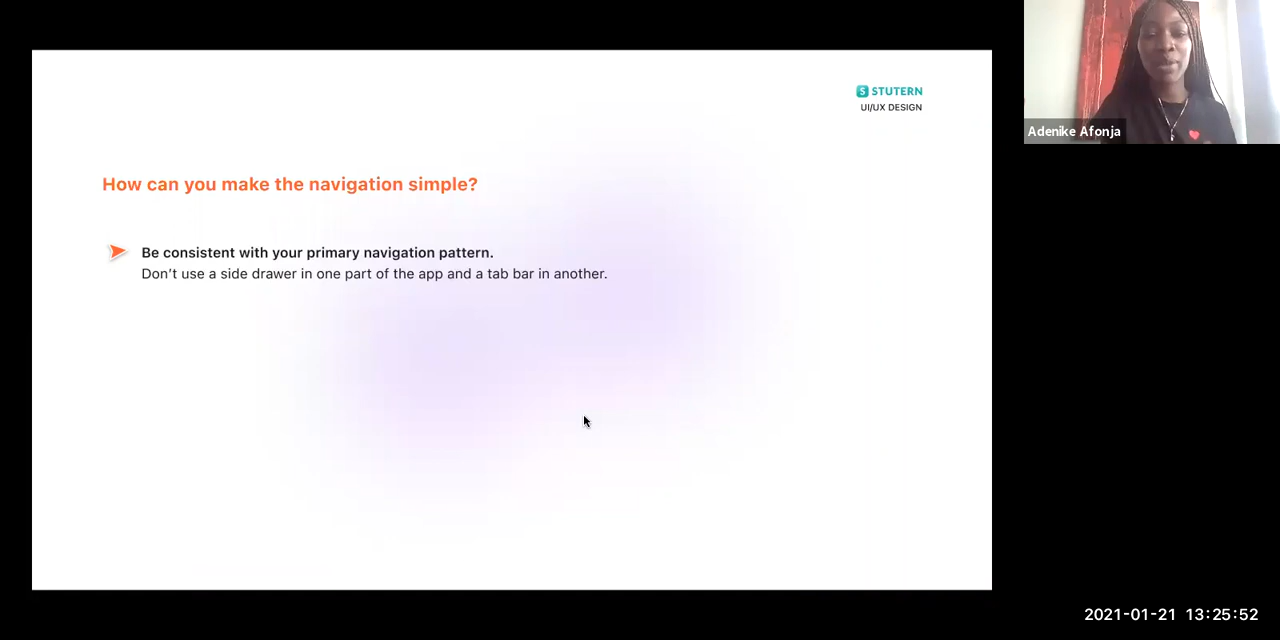 STUTERN
UI/UX DESIGN
How can you make the navigation simple?
Be consistent with your primary navigation pattern.
Don’t use a side drawer in one part of the app and a tab bar in another.
Adenike Afonja
2021-01-21 13:25:52